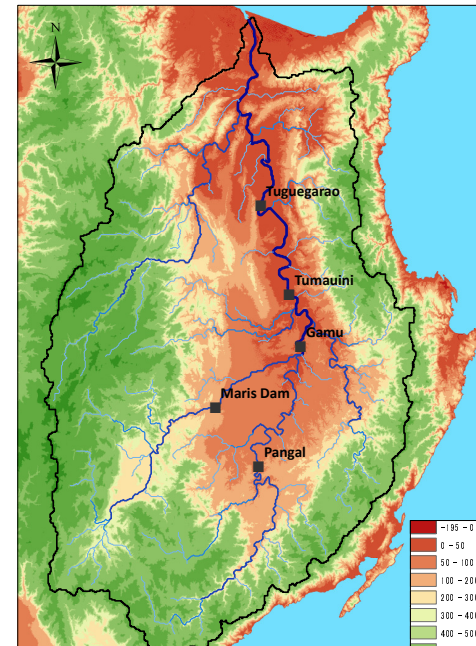 N
Tuguegarao
Tumauini
Gamu
Maris Dam
Pangal
-195 - 0
0 - 50
50 - 100
100 - 200
200 - 300
300 - 400
400 - 500